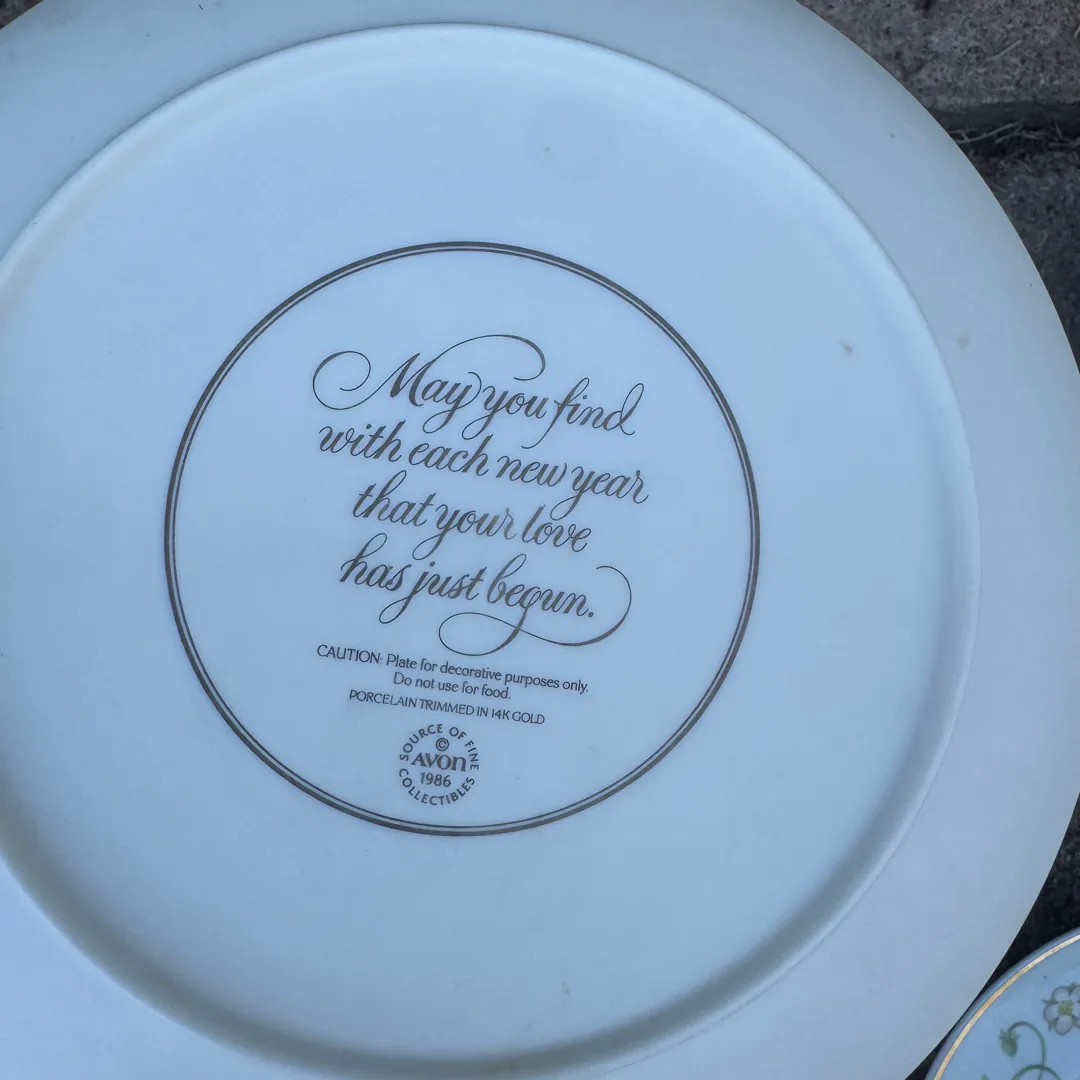 May you find
with each new year
that your love
has just begun.
CAUTION: Plate for decorative purposes only.
Do not use for food.
PORCELAIN TRIMMED IN 14K GOLD
SOURCE OF FINE
©
AVON
1986
COLLECTIBLES